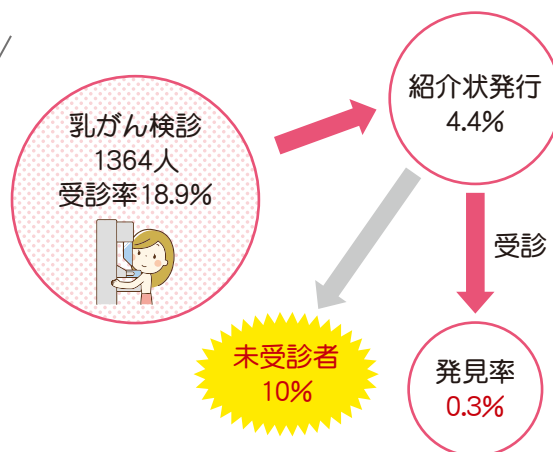 乳がん検診
1364人
受診率18.9%
紹介状発行
4.4%
受診
未受診者
10%
発見率
0.3%